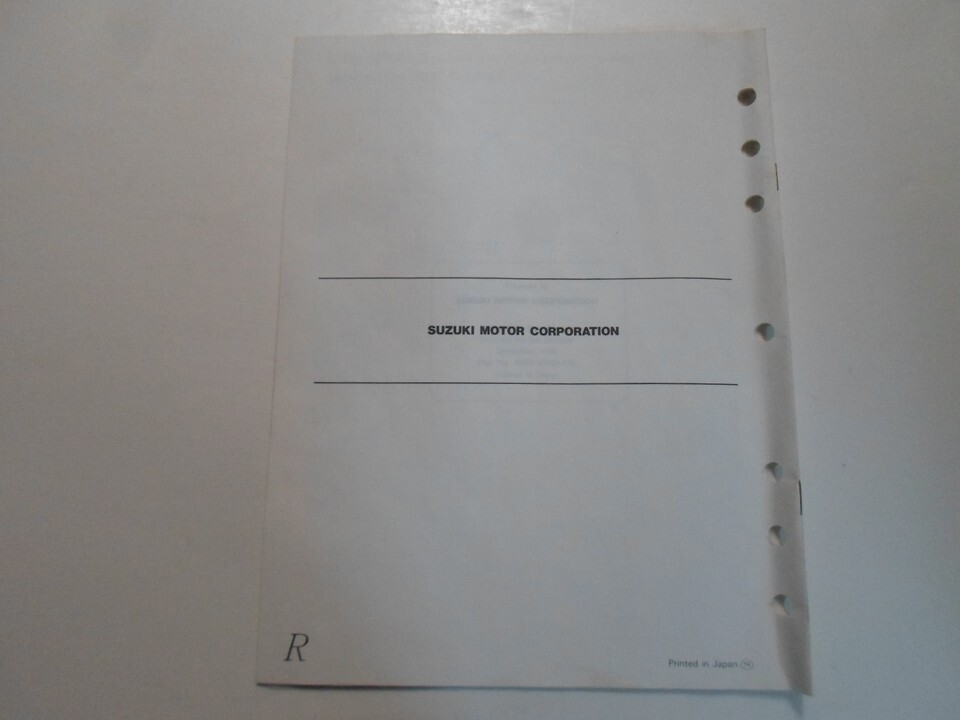 SUZUKI MOTOR CORPORATION
R
Printed in Japan